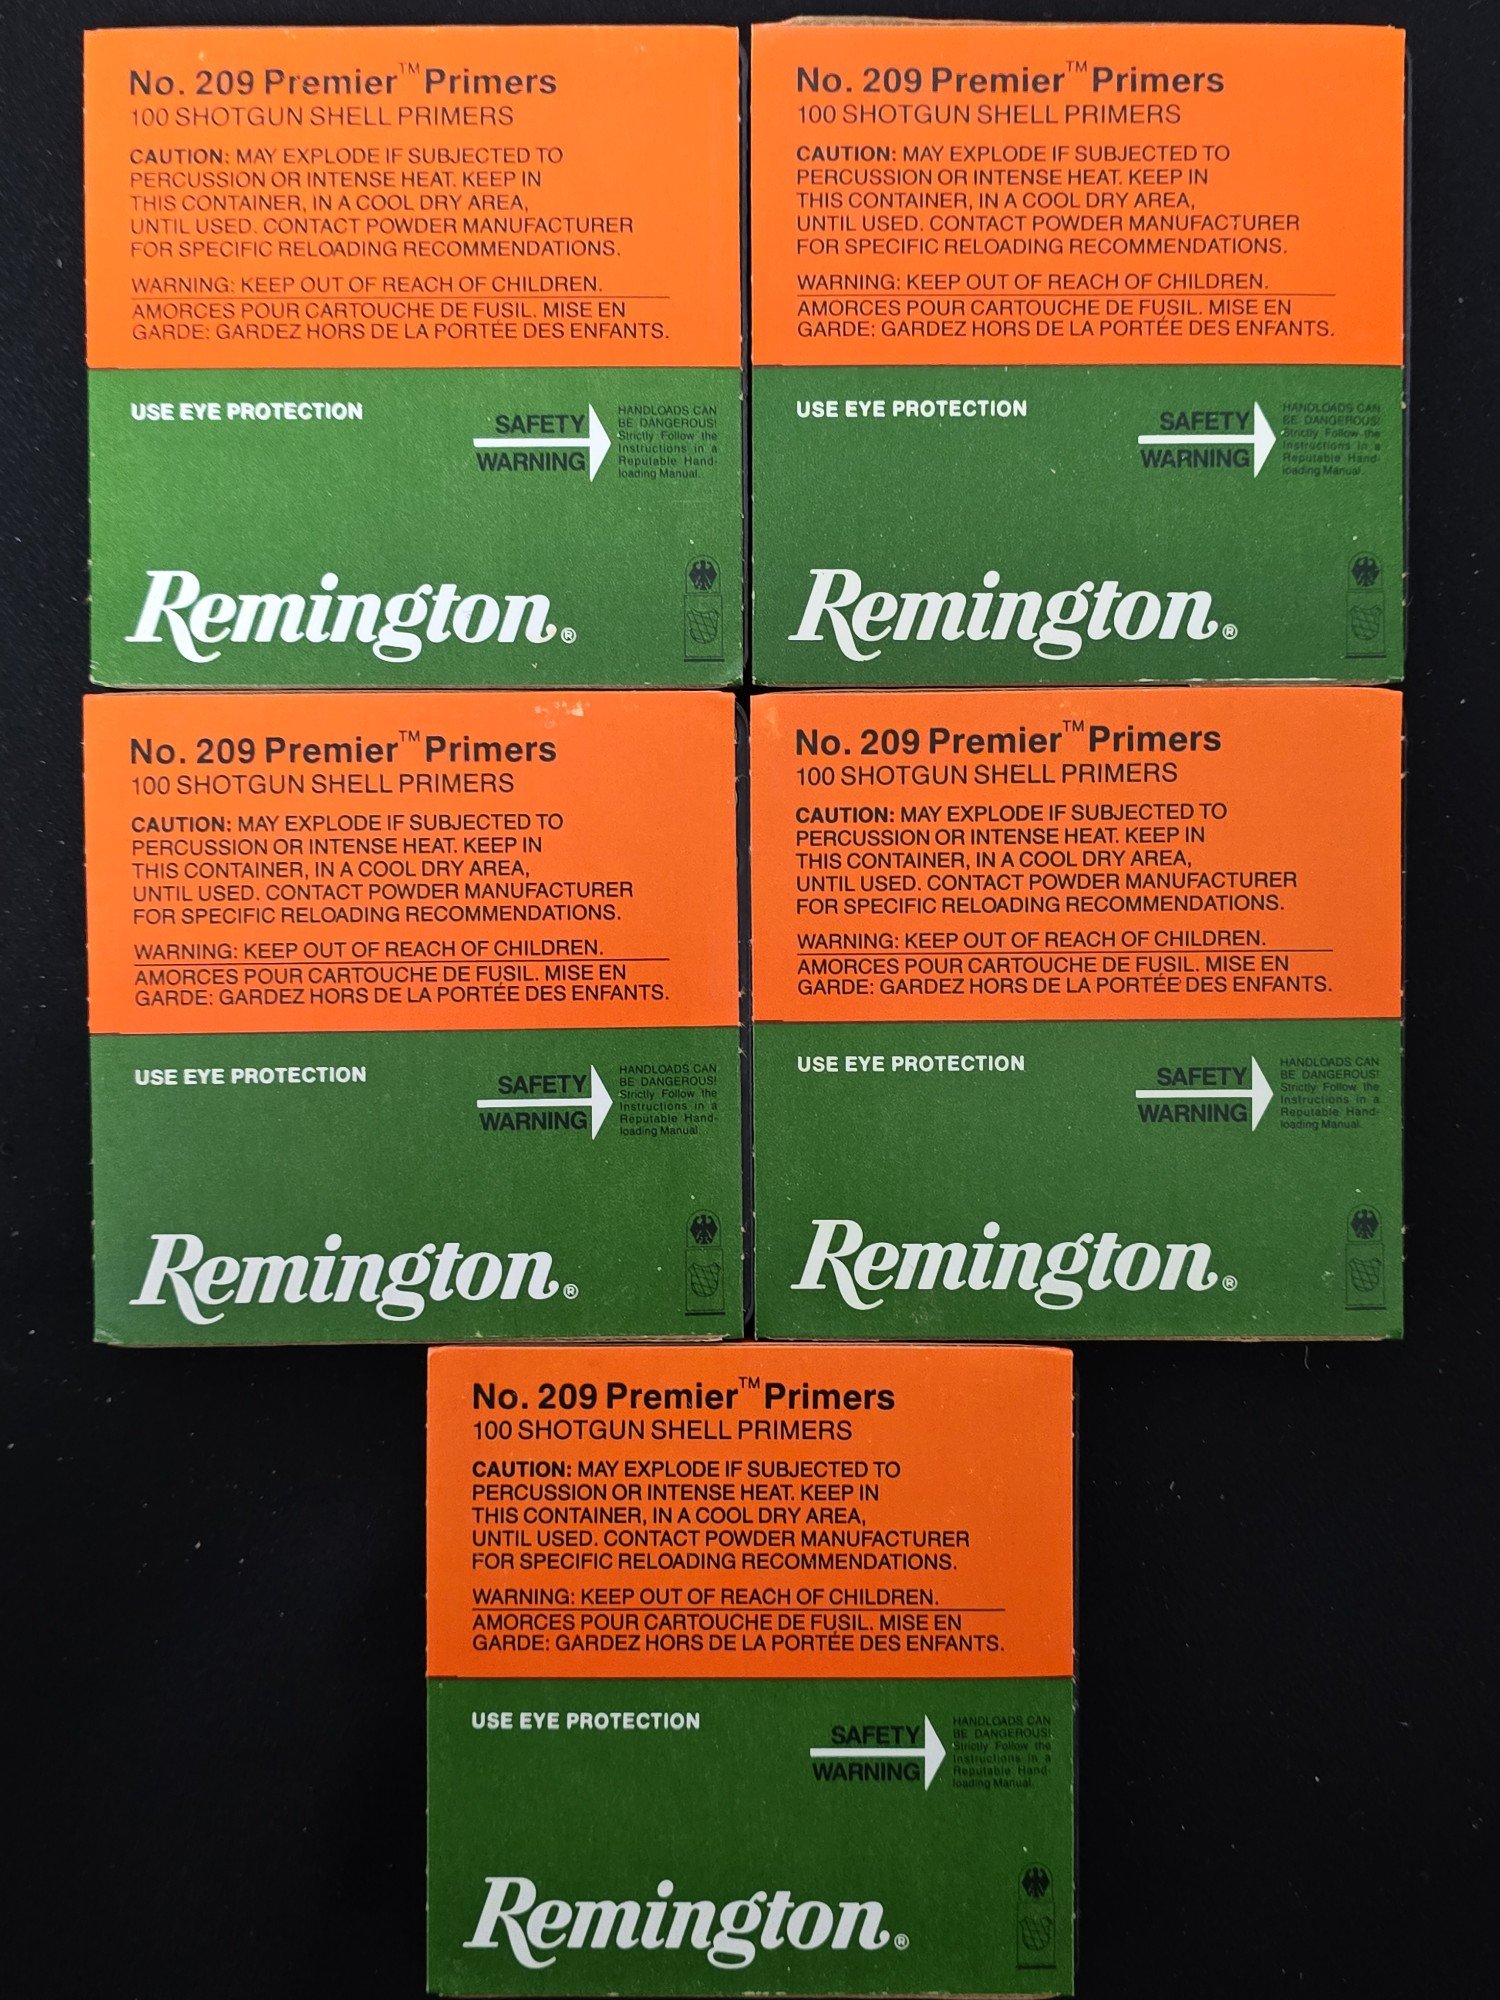 No. 209 Premier™ Primers
100 SHOTGUN SHELL PRIMERS
CAUTION: MAY EXPLODE IF SUBJECTED TO
PERCUSSION OR INTENSE HEAT. KEEP IN
THIS CONTAINER, IN A COOL DRY AREA,
UNTIL USED. CONTACT POWDER MANUFACTURER
FOR SPECIFIC RELOADING RECOMMENDATIONS.
WARNING: KEEP OUT OF REACH OF CHILDREN.
AMORCES POUR CARTOUCHE DE FUSIL. MISE EN
GARDE: GARDEZ HORS DE LA PORTÉE DES ENFANTS.
USE EYE PROTECTION
SAFETY
WARNING
HANDLOADS CAN
BE DANGEROUS!
Strictly Follow the
Instructions in a
Reputable Hand-
loading Manual.
Remington®
No. 209 Premier™ Primers
100 SHOTGUN SHELL PRIMERS
CAUTION: MAY EXPLODE IF SUBJECTED TO
PERCUSSION OR INTENSE HEAT. KEEP IN
THIS CONTAINER, IN A COOL DRY AREA,
UNTIL USED. CONTACT POWDER MANUFACTURER
FOR SPECIFIC RELOADING RECOMMENDATIONS.
WARNING: KEEP OUT OF REACH OF CHILDREN.
AMORCES POUR CARTOUCHE DE FUSIL. MISE EN
GARDE: GARDEZ HORS DE LA PORTÉE DES ENFANTS.
USE EYE PROTECTION
SAFETY
WARNING
HANDLOADS CAN
BE DANGEROUS!
Strictly Follow the
Instructions in a
Reputable Hand-
loading Manual.
Remington®
No. 209 Premier™ Primers
100 SHOTGUN SHELL PRIMERS
CAUTION: MAY EXPLODE IF SUBJECTED TO
PERCUSSION OR INTENSE HEAT. KEEP IN
THIS CONTAINER, IN A COOL DRY AREA,
UNTIL USED. CONTACT POWDER MANUFACTURER
FOR SPECIFIC RELOADING RECOMMENDATIONS.
WARNING: KEEP OUT OF REACH OF CHILDREN.
AMORCES POUR CARTOUCHE DE FUSIL. MISE EN
GARDE: GARDEZ HORS DE LA PORTÉE DES ENFANTS.
USE EYE PROTECTION
SAFETY
WARNING
HANDLOADS CAN
BE DANGEROUS!
Strictly Follow the
Instructions in a
Reputable Hand-
loading Manual.
Remington®
No. 209 Premier™ Primers
100 SHOTGUN SHELL PRIMERS
CAUTION: MAY EXPLODE IF SUBJECTED TO
PERCUSSION OR INTENSE HEAT. KEEP IN
THIS CONTAINER, IN A COOL DRY AREA,
UNTIL USED. CONTACT POWDER MANUFACTURER
FOR SPECIFIC RELOADING RECOMMENDATIONS.
WARNING: KEEP OUT OF REACH OF CHILDREN.
AMORCES POUR CARTOUCHE DE FUSIL. MISE EN
GARDE: GARDEZ HORS DE LA PORTÉE DES ENFANTS.
USE EYE PROTECTION
SAFETY
WARNING
HANDLOADS CAN
BE DANGEROUS!
Strictly Follow the
Instructions in a
Reputable Hand-
loading Manual.
Remington®
No. 209 Premier™ Primers
100 SHOTGUN SHELL PRIMERS
CAUTION: MAY EXPLODE IF SUBJECTED TO
PERCUSSION OR INTENSE HEAT. KEEP IN
THIS CONTAINER, IN A COOL DRY AREA,
UNTIL USED. CONTACT POWDER MANUFACTURER
FOR SPECIFIC RELOADING RECOMMENDATIONS.
WARNING: KEEP OUT OF REACH OF CHILDREN.
AMORCES POUR CARTOUCHE DE FUSIL. MISE EN
GARDE: GARDEZ HORS DE LA PORTÉE DES ENFANTS.
USE EYE PROTECTION
SAFETY
WARNING
HANDLOADS CAN
BE DANGEROUS!
Strictly Follow the
Instructions in a
Reputable Hand-
loading Manual.
Remington®